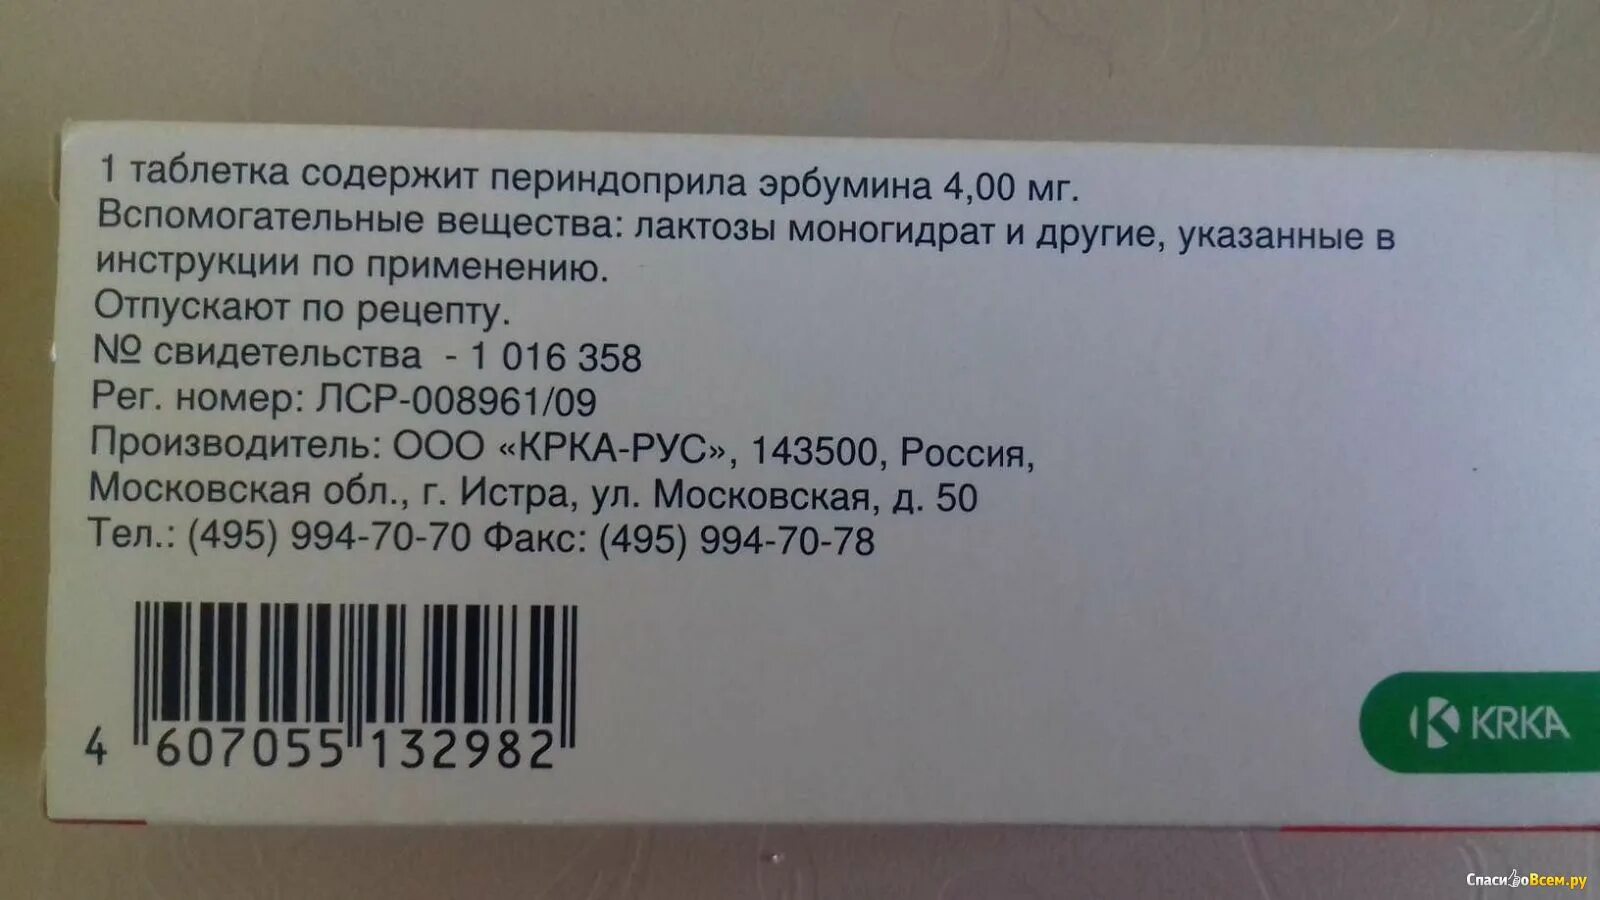 1 таблетка содержит периндоприла эрбумина 4,00 мг.
Вспомогательные вещества: лактозы моногидрат и другие, указанные в
инструкции по применению.
Отпускают по рецепту.
№ свидетельства - 1 016 358
Рег. номер: ЛСР-008961/09
Производитель: ООО «КРКА-РУС», 143500, Россия,
Московская обл., г. Истра, ул. Московская, д. 50
Тел.: (495) 994-70-70 Факс: (495) 994-70-78
4 607055 132982
KRKA
СпасибоВсем.ру